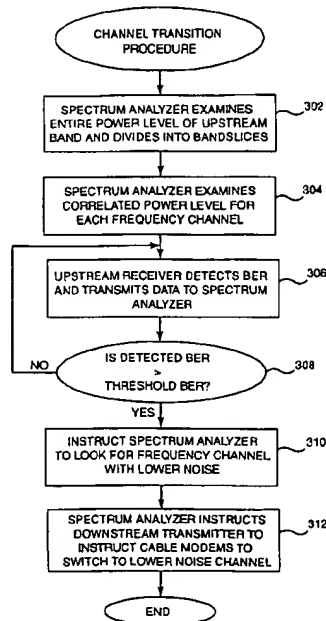 CHANNEL TRANSITION
PROCEDURE
302
SPECTRUM ANALYZER EXAMINES
ENTIRE POWER LEVEL OF UPSTREAM
BAND AND DIVIDES INTO BANDSLICES
304
SPECTRUM ANALYZER EXAMINES
CORRELATED POWER LEVEL FOR
EACH FREQUENCY CHANNEL
306
UPSTREAM RECEIVER DETECTS BER
AND TRANSMITS DATA TO SPECTRUM
ANALYZER
308
IS DETECTED BER
>
THRESHOLD BER?
NO
YES
310
INSTRUCT SPECTRUM ANALYZER
TO LOOK FOR FREQUENCY CHANNEL
WITH LOWER NOISE
312
SPECTRUM ANALYZER INSTRUCTS
DOWNSTREAM TRANSMITTER TO
INSTRUCT CABLE MODEMS TO
SWITCH TO LOWER NOISE CHANNEL
END